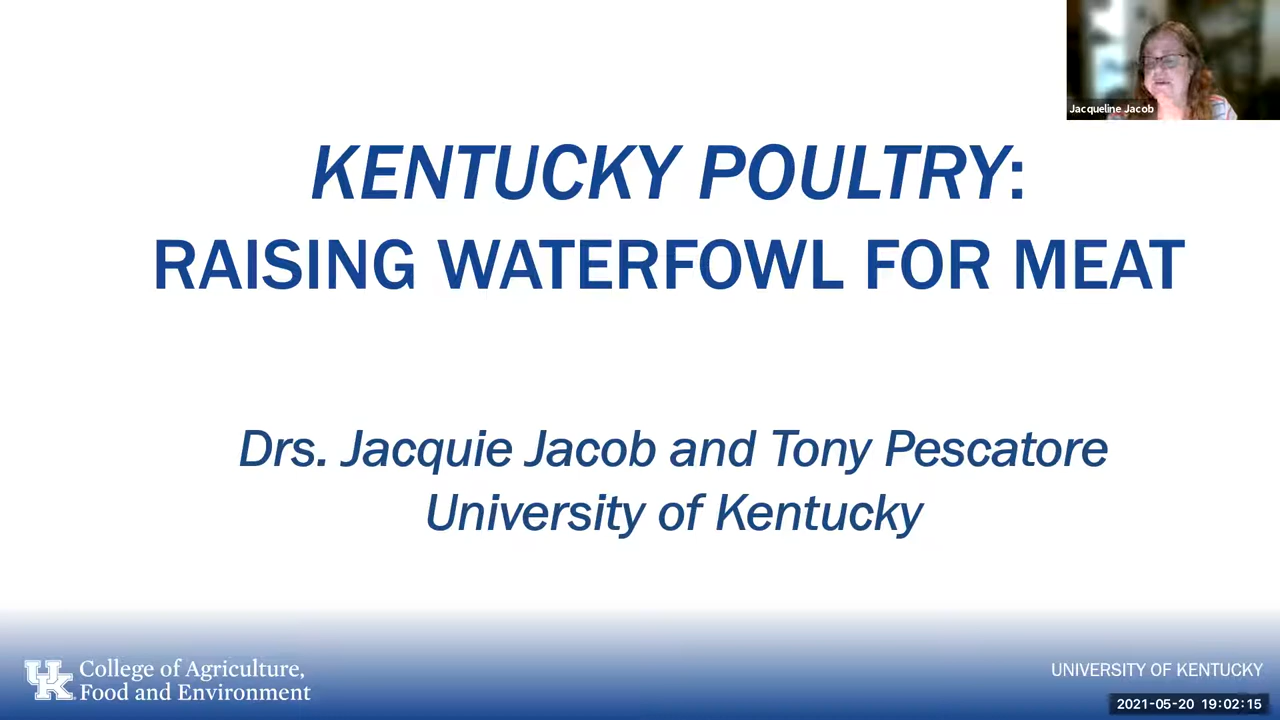 Jacqueline Jacob
KENTUCKY POULTRY:
RAISING WATERFOWL FOR MEAT
Drs. Jacquie Jacob and Tony Pescatore
University of Kentucky
UK
College of Agriculture,
Food and Environment
UNIVERSITY OF KENTUCKY
2021-05-20 19:02:15